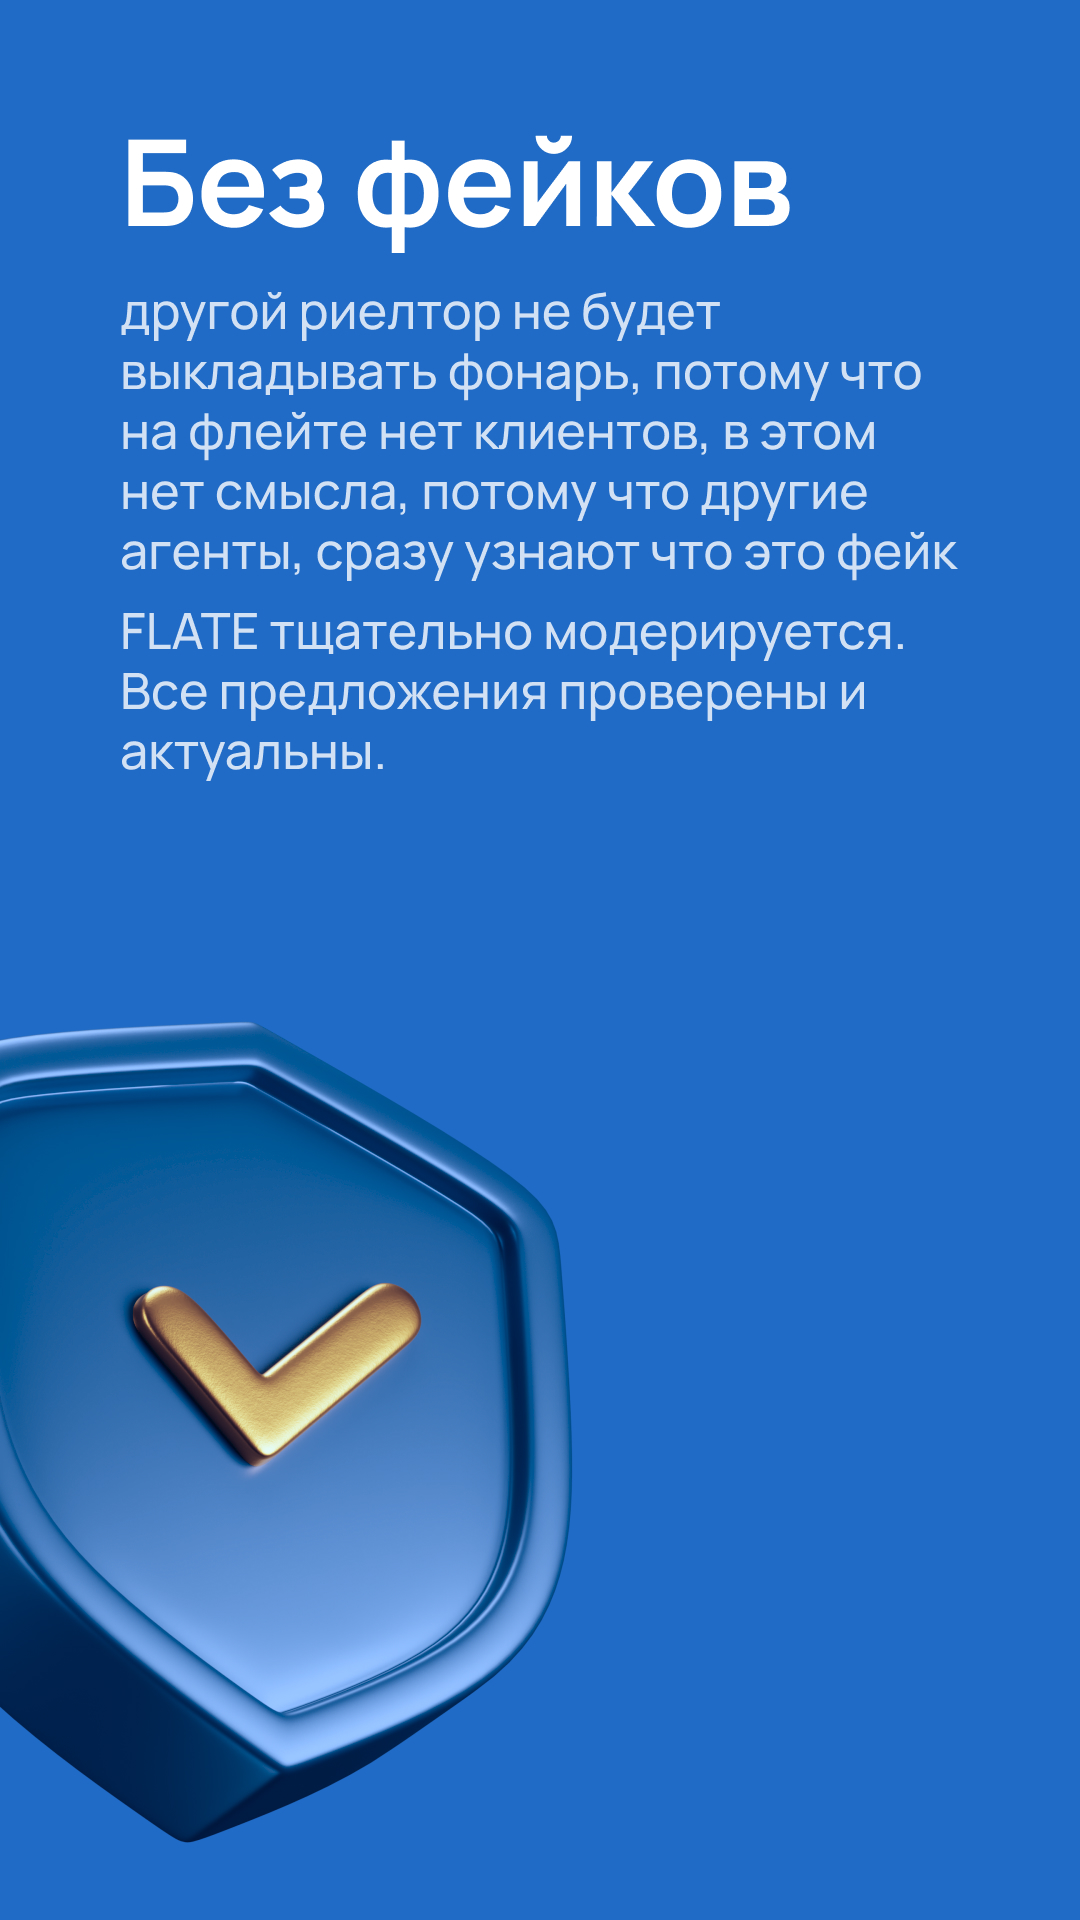 Без фейков
другой риелтор не будет
выкладывать фонарь, потому что
на флейте нет клиентов, в этом
нет смысла, потому что другие
агенты, сразу узнают что это фейк
FLATE тщательно модерируется.
Все предложения проверены и
актуальны.